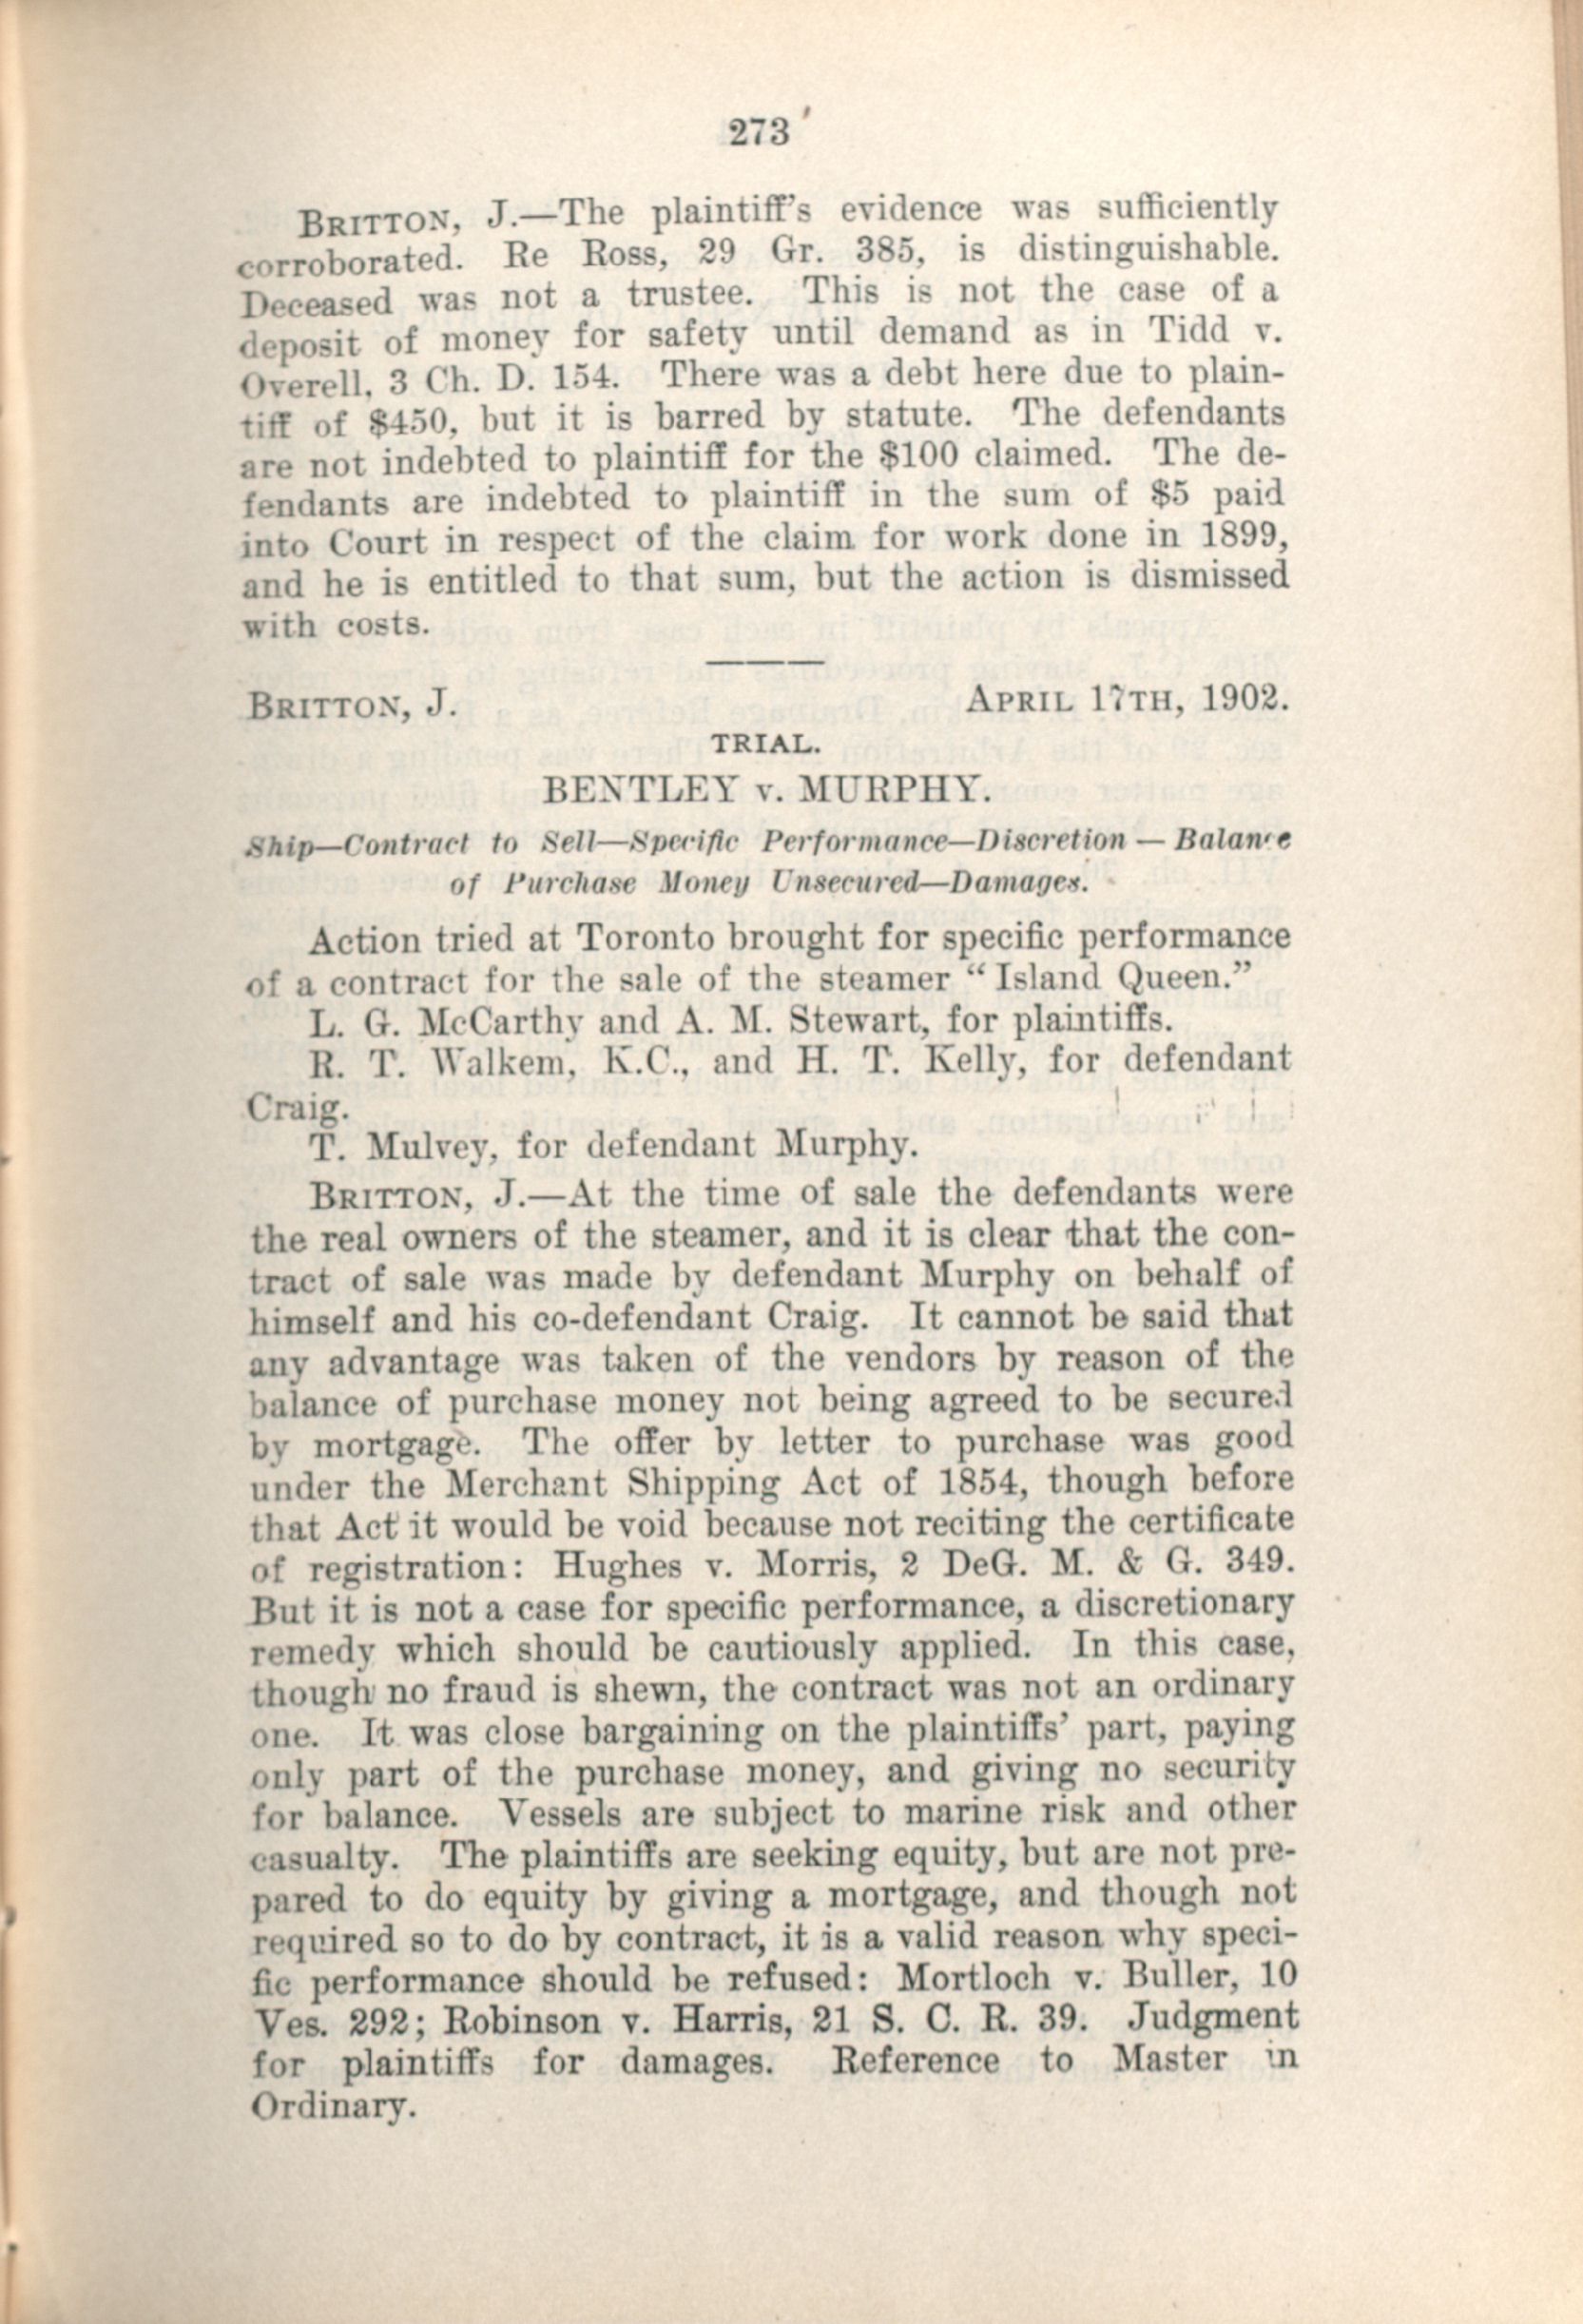 273
BRITTON, J.—The plaintiff's evidence was sufficiently
corroborated. Re Ross, 29 Gr. 385, is distinguishable.
Deceased was not a trustee. This is not the case of a
deposit of money for safety until demand as in Tidd v.
Overell, 3 Ch. D. 154. There was a debt here due to plain-
tiff of $450, but it is barred by statute. The defendants
are not indebted to plaintiff for the $100 claimed. The de-
fendants are indebted to plaintiff in the sum of $5 paid
into Court in respect of the claim for work done in 1899,
and he is entitled to that sum, but the action is dismissed
with costs.
BRITTON, J. APRIL 17TH, 1902.
TRIAL.
BENTLEY v. MURPHY.
Ship—Contract to Sell—Specific Performance—Discretion — Balance
of Purchase Money Unsecured—Damages.
Action tried at Toronto brought for specific performance
of a contract for the sale of the steamer "Island Queen."
L. G. McCarthy and A. M. Stewart, for plaintiffs.
R. T. Walkem, K.C., and H. T. Kelly, for defendant
Craig.
T. Mulvey, for defendant Murphy.
BRITTON, J.—At the time of sale the defendants were
the real owners of the steamer, and it is clear that the con-
tract of sale was made by defendant Murphy on behalf of
himself and his co-defendant Craig. It cannot be said that
any advantage was taken of the vendors by reason of the
balance of purchase money not being agreed to be secured
by mortgage. The offer by letter to purchase was good
under the Merchant Shipping Act of 1854, though before
that Act it would be void because not reciting the certificate
of registration: Hughes v. Morris, 2 DeG. M. & G. 349.
But it is not a case for specific performance, a discretionary
remedy which should be cautiously applied. In this case,
though no fraud is shewn, the contract was not an ordinary
one. It was close bargaining on the plaintiffs' part, paying
only part of the purchase money, and giving no security
for balance. Vessels are subject to marine risk and other
casualty. The plaintiffs are seeking equity, but are not pre-
pared to do equity by giving a mortgage, and though not
required so to do by contract, it is a valid reason why speci-
fic performance should be refused: Mortloch v. Buller, 10
Ves. 292; Robinson v. Harris, 21 S. C. R. 39. Judgment
for plaintiffs for damages. Reference to Master in
Ordinary.